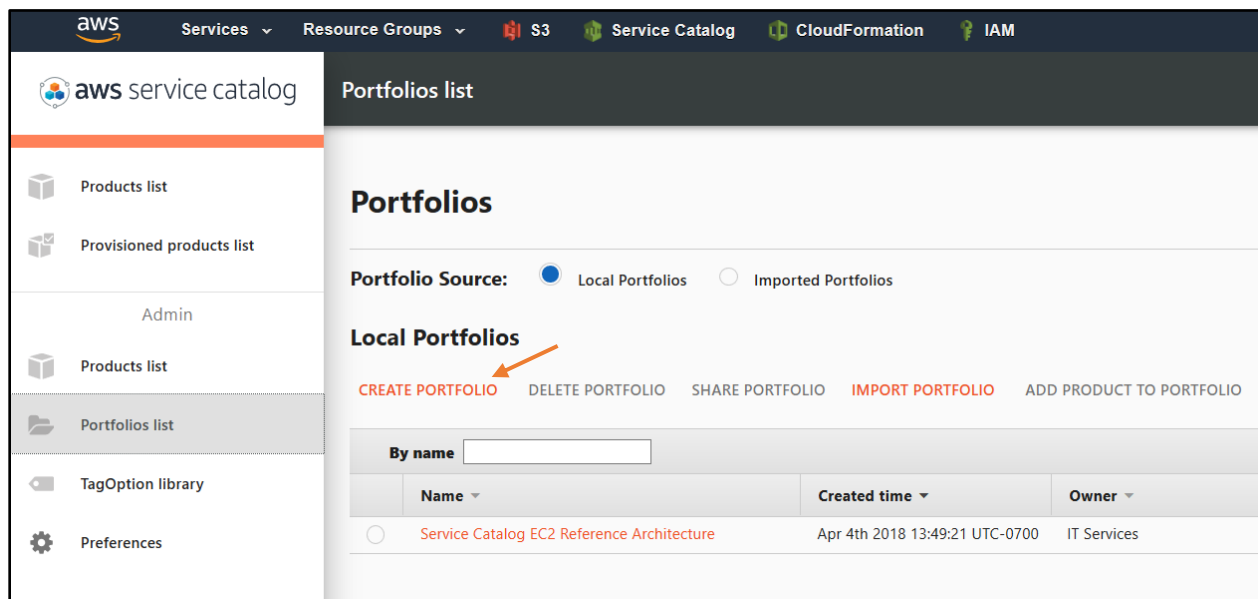 aws Services Resource Groups S3 Service Catalog CloudFormation IAM
aws service catalog
Portfolios list
Products list
Provisioned products list
Admin
Products list
Portfolios list
TagOption library
Preferences
Portfolios
Portfolio Source: Local Portfolios Imported Portfolios
Local Portfolios
CREATE PORTFOLIO DELETE PORTFOLIO SHARE PORTFOLIO IMPORT PORTFOLIO ADD PRODUCT TO PORTFOLIO
By name
Name Created time Owner
Service Catalog EC2 Reference Architecture Apr 4th 2018 13:49:21 UTC-0700 IT Services